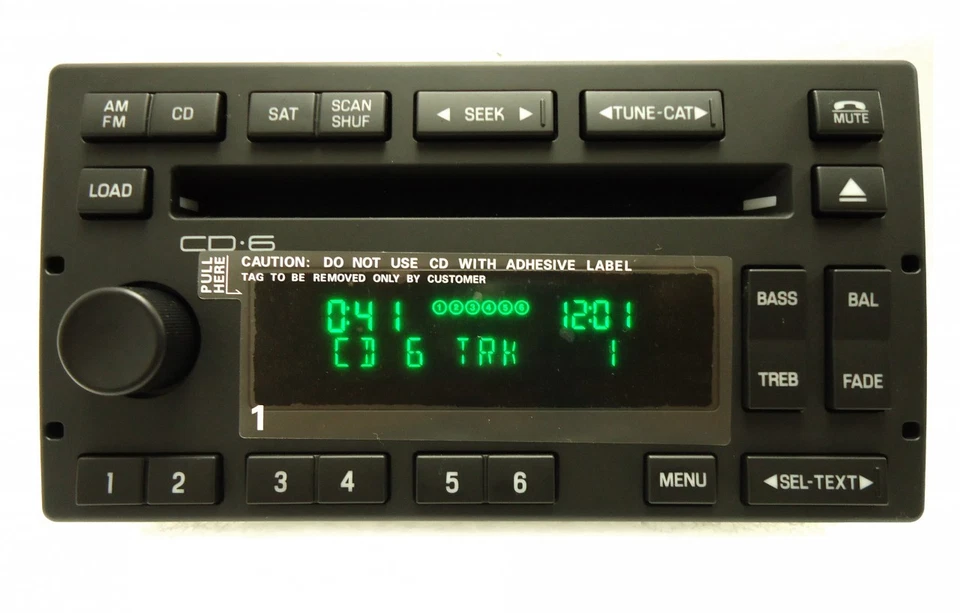 AM FM CD SAT SCAN SHUF ◀ SEEK ▶ ◀TUNE-CAT▶ MUTE
LOAD
CD·6
PULL HERE
CAUTION: DO NOT USE CD WITH ADHESIVE LABEL
TAG TO BE REMOVED ONLY BY CUSTOMER
0:41 ①②③④⑤⑥ 12:01
CD 6 TRK 1
1
BASS BAL
TREB FADE
1 2 3 4 5 6 MENU ◀SEL-TEXT▶